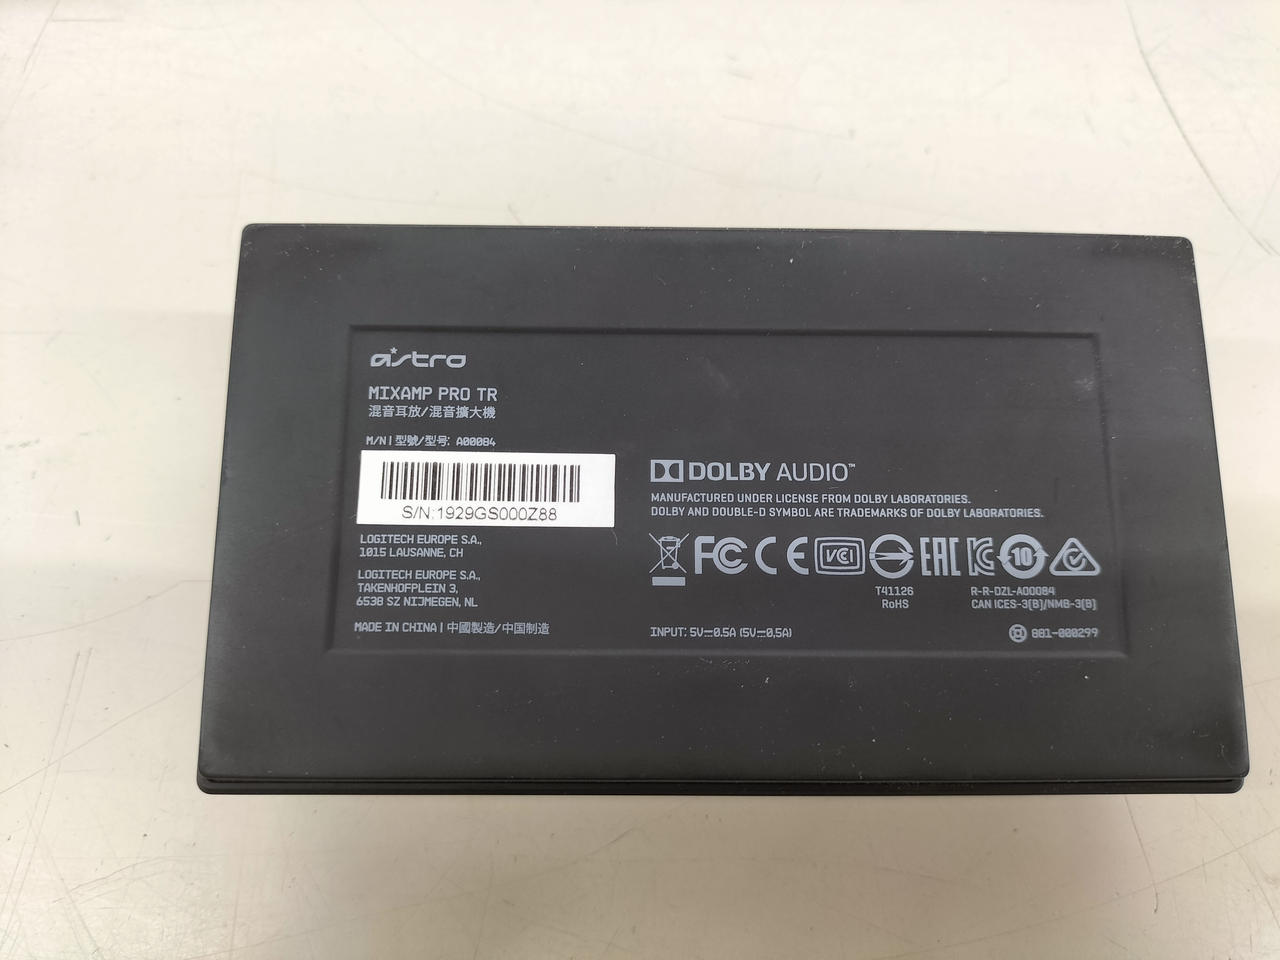 astro
MIXAMP PRO TR
混音耳放/混音擴大機
M/N | 型號/型号: A00084
S/N:1929GS000Z88
LOGITECH EUROPE S.A.,
1015 LAUSANNE, CH
LOGITECH EUROPE S.A.,
TAKENHOFPLEIN 3,
6538 SZ NIJMEGEN, NL
MADE IN CHINA | 中國製造/中国制造
DOLBY AUDIO™
MANUFACTURED UNDER LICENSE FROM DOLBY LABORATORIES.
DOLBY AND DOUBLE-D SYMBOL ARE TRADEMARKS OF DOLBY LABORATORIES.
FC CE VCI EAC KC 10
T41126
RoHS
R-R-DZL-A00084
CAN ICES-3(B)/NMB-3(B)
INPUT: 5V⎓0.5A (5V⎓0,5A)
881-000299